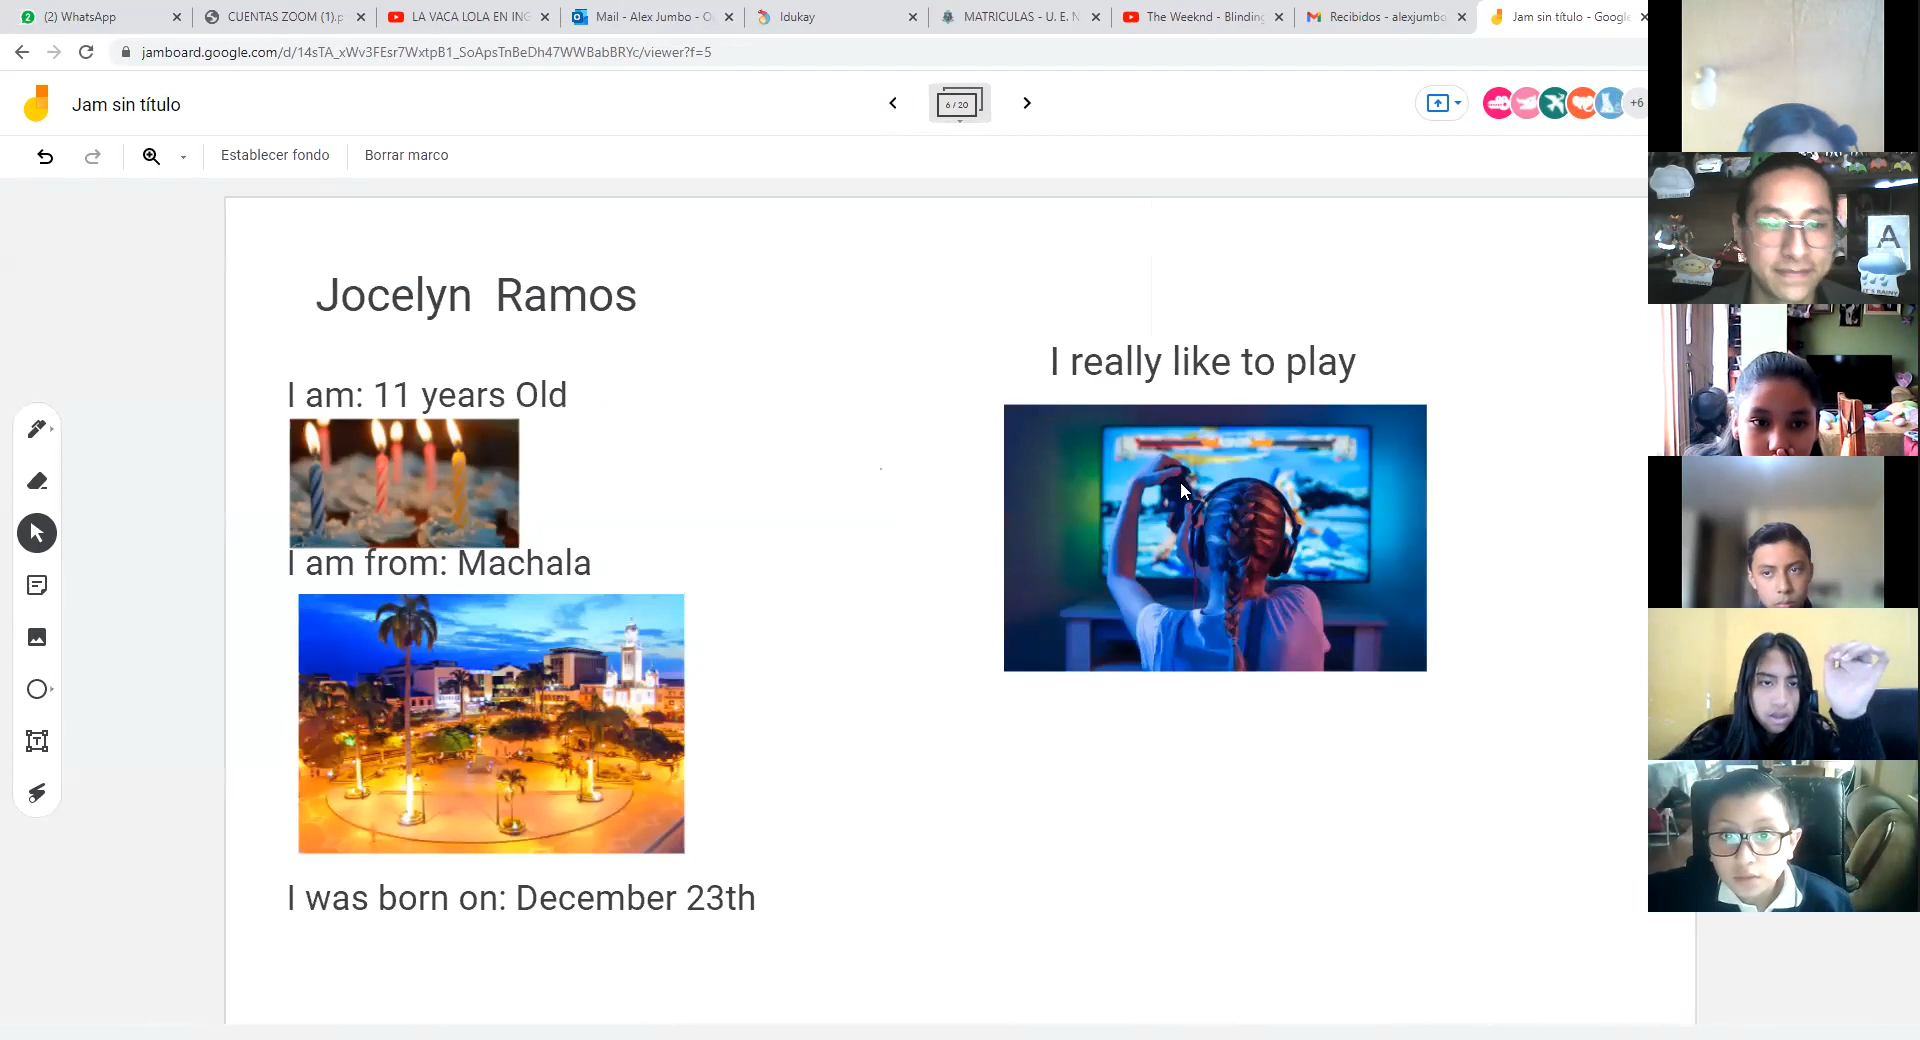 (2) WhatsApp
CUENTAS ZOOM (1).p
LA VACA LOLA EN ING
Mail - Alex Jumbo - O
Idukay
MATRICULAS - U. E. N
The Weeknd - Blinding
Recibidos - alexjumbo
Jam sin título - Google
jamboard.google.com/d/14sTA_xWv3FEsr7WxtpB1_SoApsTnBeDh47WWBabBRYc/viewer?f=5
Jam sin título
6 / 20
+6
Establecer fondo
Borrar marco
Jocelyn Ramos
I am: 11 years Old
I am from: Machala
I was born on: December 23th
I really like to play
A
IT'S RAINY